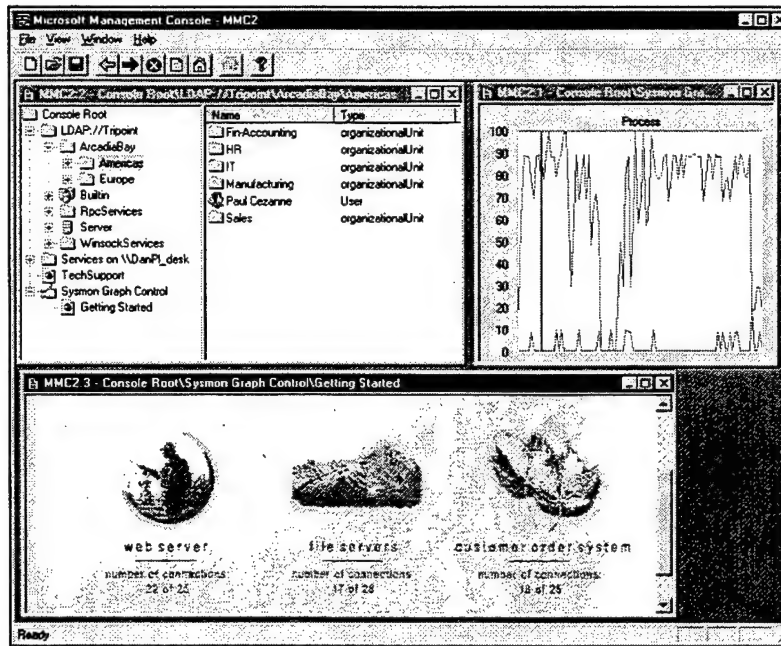 Microsoft Management Console - MMC2
File View Window Help
MMC2:2 - Console Root\LDAP://Tripoint\ArcadiaBay\Americas
Console Root
LDAP://Tripoint
ArcadiaBay
Americas
Europe
Builtin
RpcServices
Server
WinsockServices
Services on \\DanPl_desk
TechSupport
Sysmon Graph Control
Getting Started
Name Type
Fin-Accounting organizationalUnit
HR organizationalUnit
IT organizationalUnit
Manufacturing organizationalUnit
Paul Cezanne User
Sales organizationalUnit
MMC2:1 - Console Root\Sysmon Gra...
Process
100
90
80
70
60
50
40
30
20
10
0
MMC2:3 - Console Root\Sysmon Graph Control\Getting Started
web server
number of connections:
22 of 25
file servers
number of connections:
17 of 28
customer order system
number of connections:
18 of 25
Ready